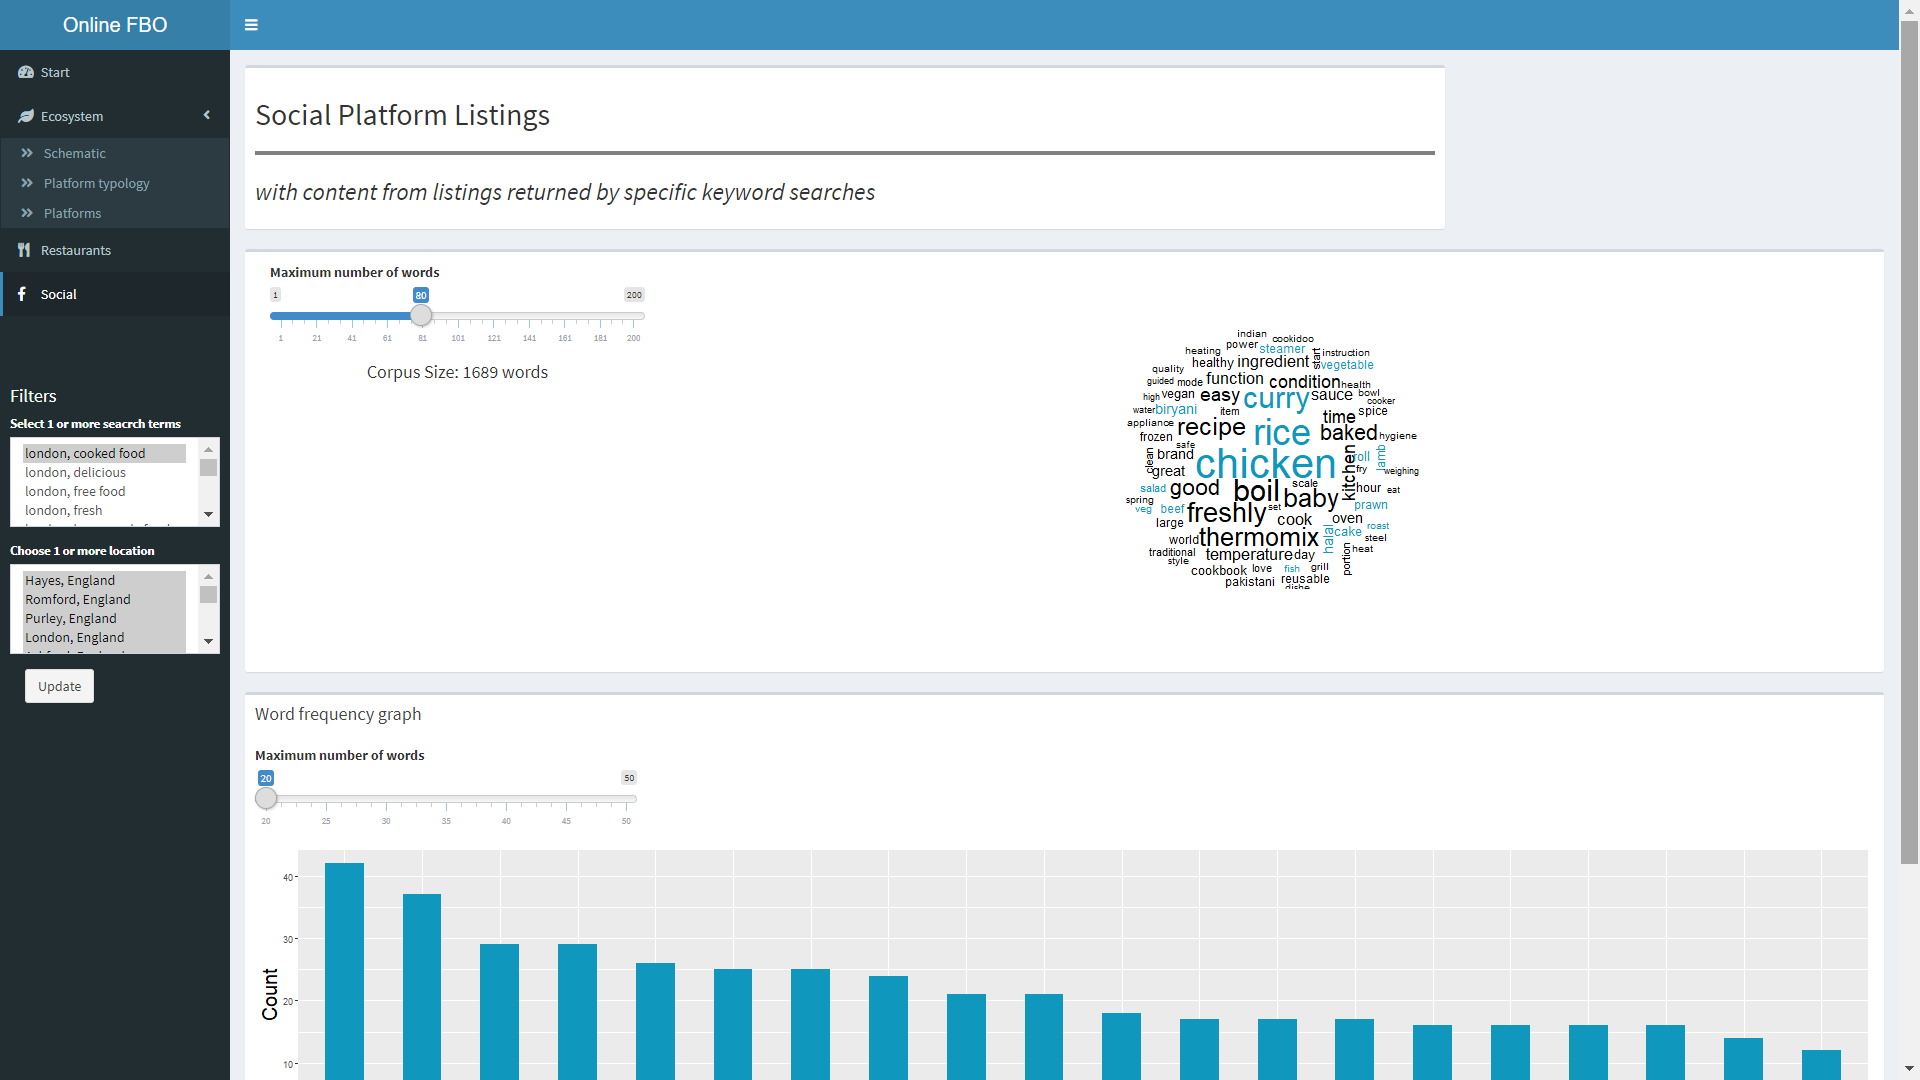 Online FBO
Start
Ecosystem
Schematic
Platform typology
Platforms
Restaurants
Social
Filters
Select 1 or more seacrch terms
london, cooked food
london, delicious
london, free food
london, fresh
Choose 1 or more location
Hayes, England
Romford, England
Purley, England
London, England
Update
Social Platform Listings
with content from listings returned by specific keyword searches
Maximum number of words
1 80 200
1 21 41 61 81 101 121 141 161 181 200
Corpus Size: 1689 words
indian
power cookidoo
heating steamer start instruction
quality healthy ingredient vegetable
guided mode function condition health
high vegan easy curry sauce bowl
cooker
water biryani item time spice
appliance recipe rice baked hygiene
frozen safe
clean brand chicken kitchen roll lamb
great fry weighing
salad good boil scale hour eat
spring baby
veg beef freshly set prawn
large cook oven roast
world thermomix halal cake steel
traditional temperature day portion heat
style
cookbook love fish grill
pakistani reusable
dishe
Word frequency graph
Maximum number of words
20 50
20 25 30 35 40 45 50
40
30
20
10
Count